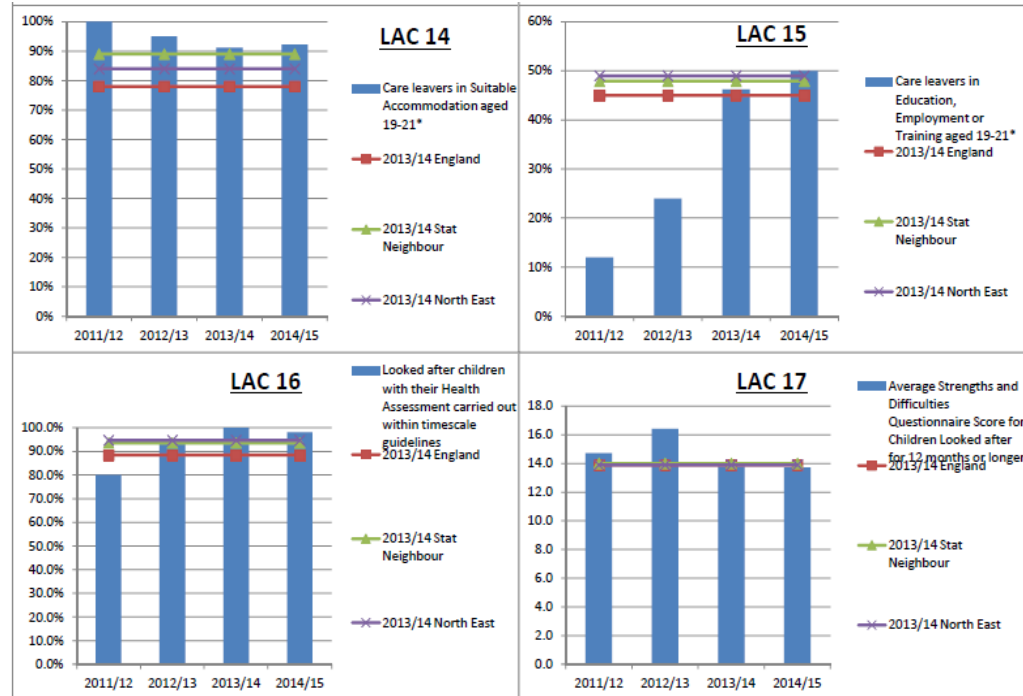 LAC 14
100%
90%
80%
70%
60%
50%
40%
30%
20%
10%
0%
2011/12 2012/13 2013/14 2014/15
Care leavers in Suitable
Accommodation aged
19-21*
2013/14 England
2013/14 Stat
Neighbour
2013/14 North East
LAC 15
60%
50%
40%
30%
20%
10%
0%
2011/12 2012/13 2013/14 2014/15
Care leavers in
Education,
Employment or
Training aged 19-21*
2013/14 England
2013/14 Stat
Neighbour
2013/14 North East
LAC 16
100.0%
90.0%
80.0%
70.0%
60.0%
50.0%
40.0%
30.0%
20.0%
10.0%
0.0%
2011/12 2012/13 2013/14 2014/15
Looked after children
with their Health
Assessment carried out
within timescale
guidelines
2013/14 England
2013/14 Stat
Neighbour
2013/14 North East
LAC 17
18.0
16.0
14.0
12.0
10.0
8.0
6.0
4.0
2.0
0.0
2011/12 2012/13 2013/14 2014/15
Average Strengths and
Difficulties
Questionnaire Score for
Children Looked after
for 12 months or longer
2013/14 England
2013/14 Stat
Neighbour
2013/14 North East